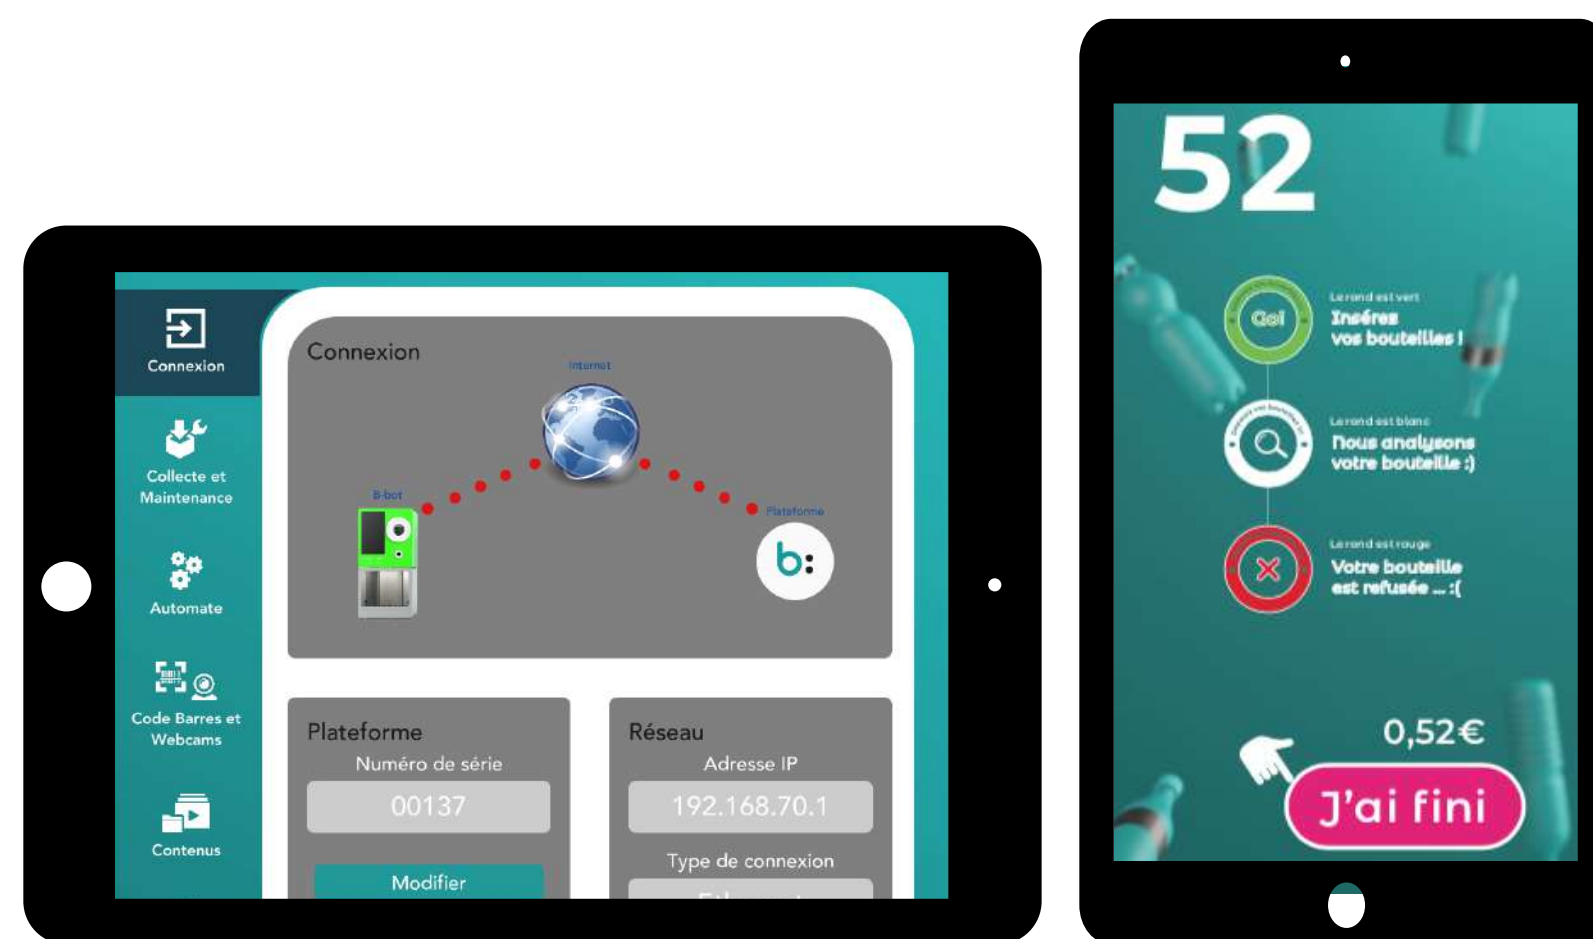 Connexion
Collecte et
Maintenance
Automate
Code Barres et
Webcams
Contenus
Connexion
Internet
B-bot
Plateforme
b:
Plateforme
Numéro de série
00137
Modifier
Réseau
Adresse IP
192.168.70.1
Type de connexion
52
Go!
Le rond est vert
Insérez
vos bouteilles !
Le rond est blanc
Nous analysons
votre bouteille :)
Le rond est rouge
Votre bouteille
est refusée ... :(
0,52€
J'ai fini